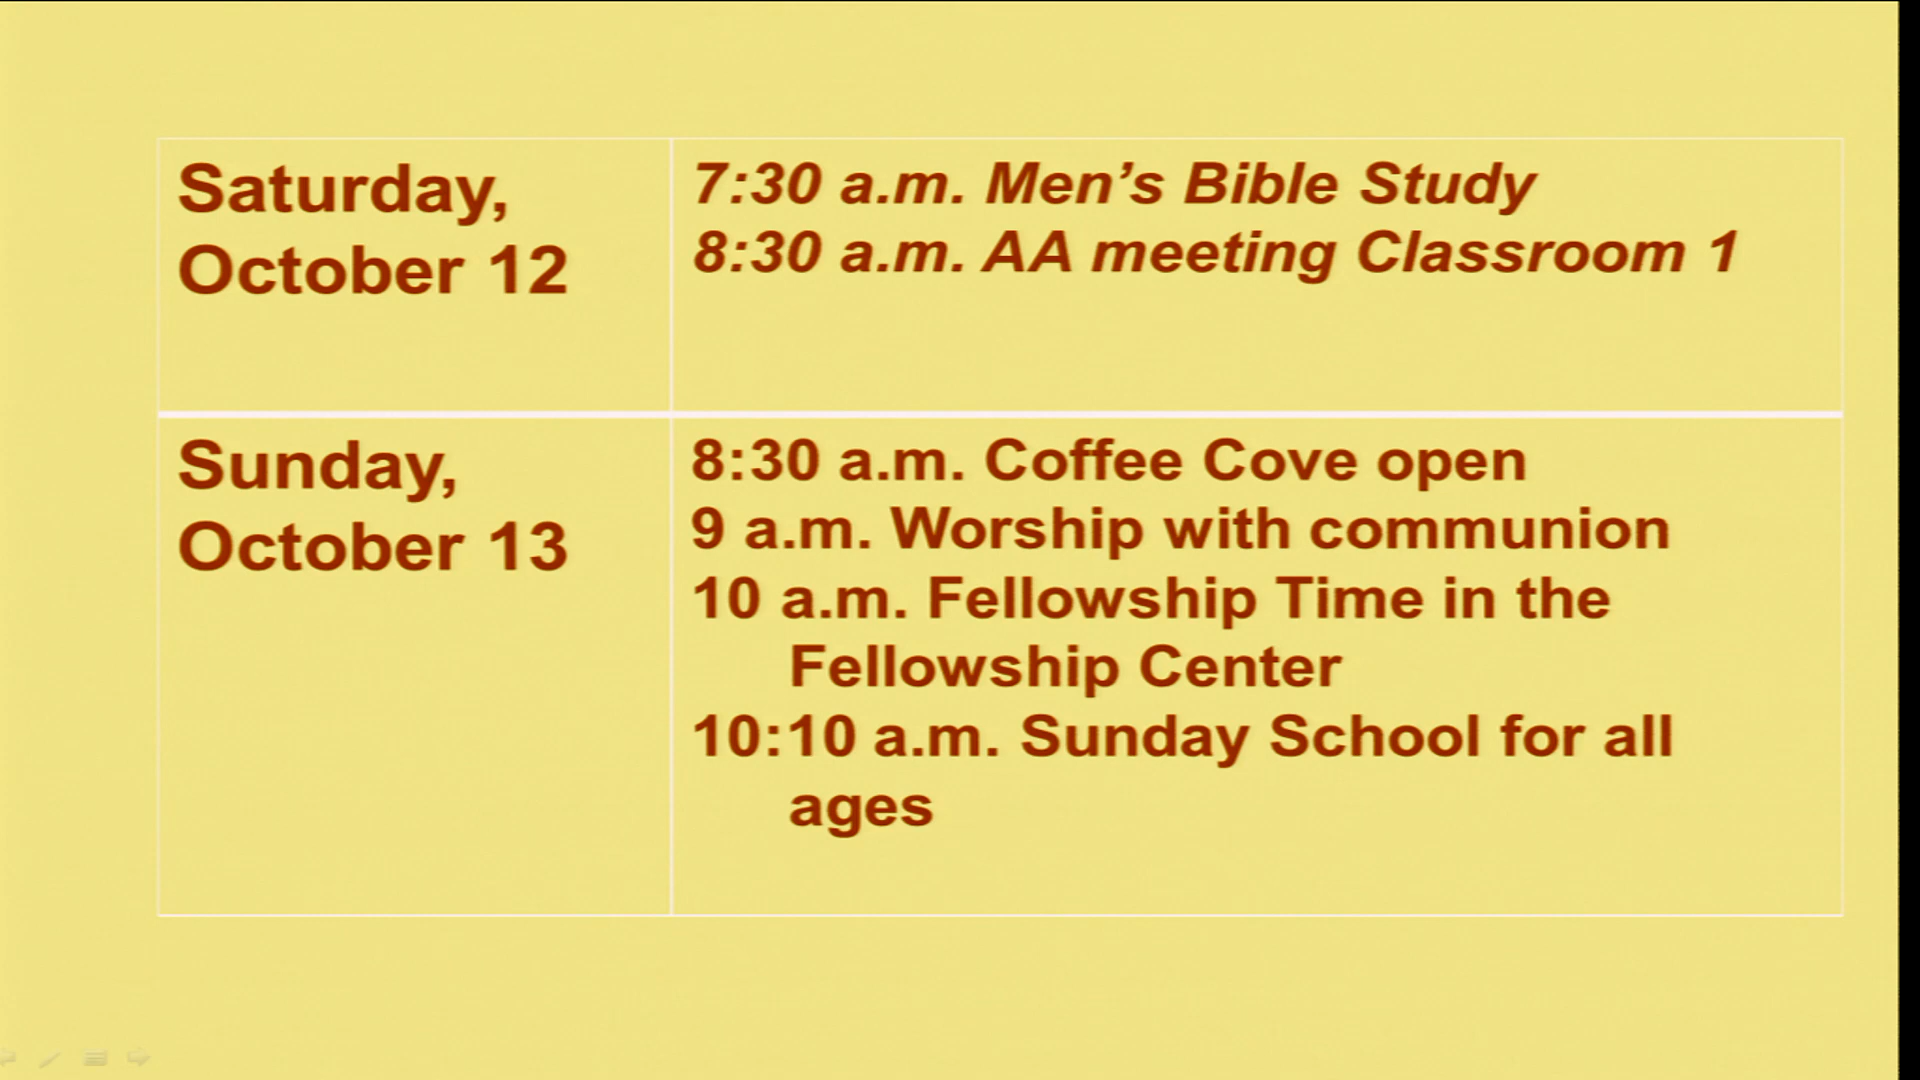 Saturday,
October 12
7:30 a.m. Men’s Bible Study
8:30 a.m. AA meeting Classroom 1
Sunday,
October 13
8:30 a.m. Coffee Cove open
9 a.m. Worship with communion
10 a.m. Fellowship Time in the
Fellowship Center
10:10 a.m. Sunday School for all
ages